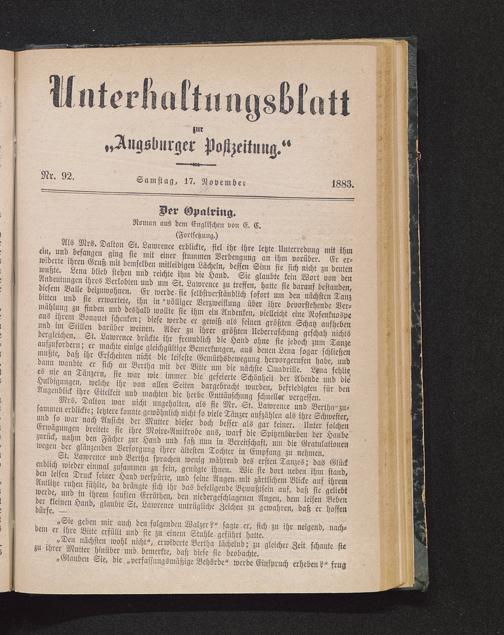 Unterhaltungsblatt
zur
„Augsburger Postzeitung."
Nr. 92. Samstag, 17. November 1883.
Der Opalring.
Roman aus dem Englischen von E. C.
(Fortsetzung.)
Als Mrs. Dalton St. Lawrence erblickte, fiel ihr ihre letzte Unterredung mit ihm
ein, und befangen ging sie mit einer stummen Verbeugung an ihm vorüber. Er er-
widerte ihren Gruß mit demselben mitleidigen Lächeln, dessen Sinn sie sich nicht zu deuten
wußte. Lena blieb stehen und reichte ihm die Hand. Sie glaubte kein Wort von den
Andeutungen ihres Verlobten und um St. Lawrence zu treffen, hatte sie darauf bestanden,
diesem Balle beizuwohnen. Er werde sie selbstverständlich sofort um den nächsten Tanz
bitten und sie erwartete, ihn in völliger Verzweiflung über ihre bevorstehende Ver-
mählung zu finden und deshalb wollte sie ihm ein Andenken, vielleicht eine Rosenknospe
aus ihrem Bouquet schenken; diese werde er gewiß als seinen größten Schatz aufheben
und im Stillen darüber weinen. Aber zu ihrer größten Ueberraschung geschah nichts
dergleichen. St. Lawrence drückte ihr freundlich die Hand ohne sie jedoch zum Tanze
aufzufordern; er machte einige gleichgültige Bemerkungen, aus denen Lena sogar schließen
mußte, daß ihr Erscheinen nicht die leiseste Gemüthsbewegung hervorgerufen habe, und
dann wandte er sich an Bertha mit der Bitte um die nächste Quadrille. Lena fehlte
es nie an Tänzern, sie war wie immer die gefeierte Schönheit der Abende und die
Huldigungen, welche ihr von allen Seiten dargebracht wurden, befriedigten für den
Augenblick ihre Eitelkeit und machten die herbe Enttäuschung schneller vergessen.
Mrs. Dalton war nicht ungehalten, als sie Mr. St. Lawrence und Bertha zu-
sammen erblickte; letztere konnte gewöhnlich nicht so viele Tänzer aufzählen als ihre Schwester,
und so war nach Ansicht der Mutter dieser doch besser als gar keiner. Unter solchen
Erwägungen breitete sie ihre Moire-Antikrobe aus, warf die Spitzenbärben der Haube
zurück, nahm den Fächer zur Hand und saß nun in Bereitschaft, um die Gratulationen
wegen der glänzenden Versorgung ihrer ältesten Tochter in Empfang zu nehmen.
St. Lawrence und Bertha sprachen wenig während des ersten Tanzes; das Glück
endlich wieder einmal zusammen zu sein, genügte ihnen. Wie sie dort neben ihm stand,
den leisen Druck seiner Hand verspürte, und seine Augen mit zärtlichem Blick auf ihrem
Antlitz ruhen fühlte, da drängte sich ihr das beseligende Bewußtsein auf, daß sie geliebt
werde, und in ihrem sanften Erröthen, den niedergeschlagenen Augen, dem leisen Beben
der kleinen Hand, glaubte St. Lawrence untrügliche Zeichen zu gewahren, daß er hoffen
dürfe. —
„Sie geben mir auch den folgenden Walzer?" sagte er, sich zu ihr neigend, nach-
dem er ihre Bitte erfüllt und sie zu einem Stuhle geführt hatte.
„Den nächsten wohl nicht", erwiderte Bertha lächelnd; zu gleicher Zeit schaute sie
zu ihrer Mutter hinüber und bemerkte, daß diese sie beobachte.
„Glauben Sie, die „verfassungsmäßige Behörde" werde Einspruch erheben?" frug